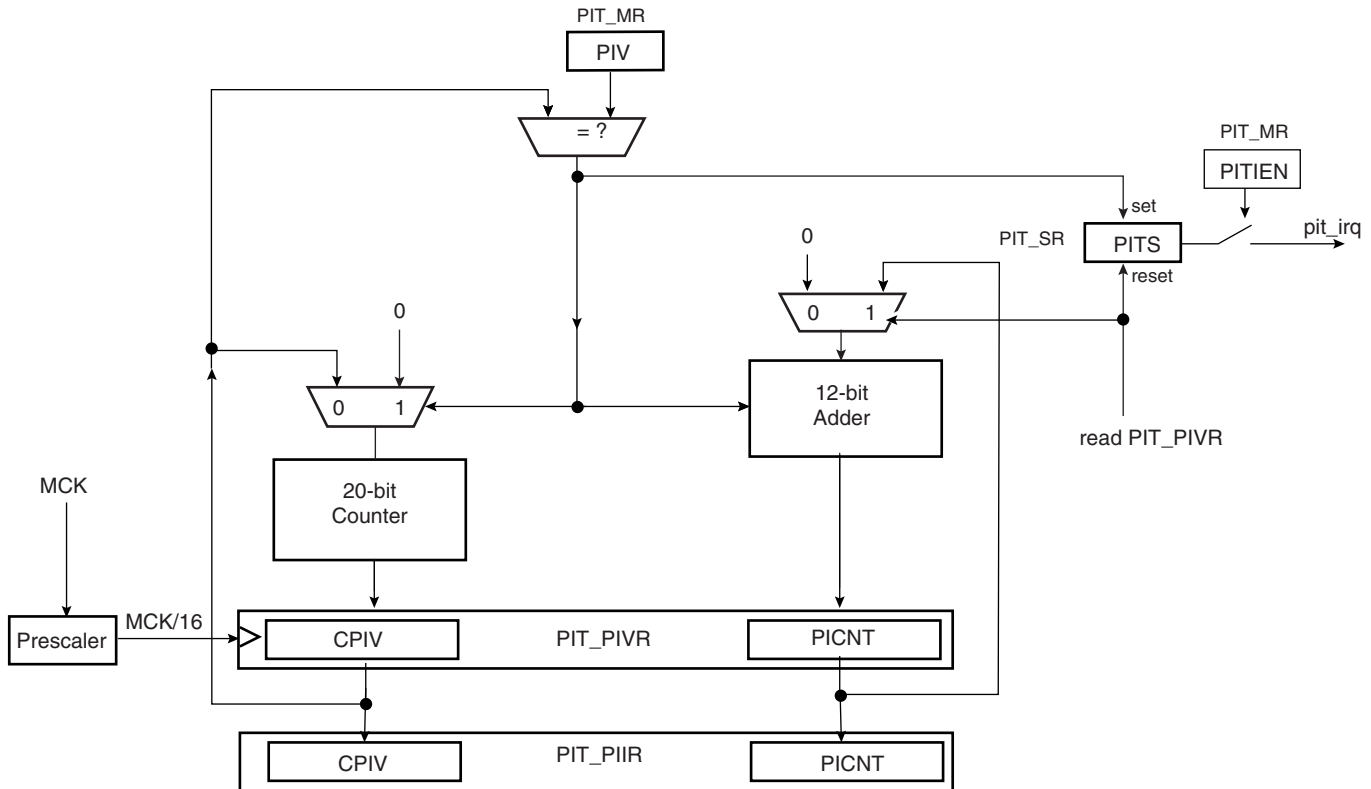 PIT_MR
PIV
= ?
PIT_MR
PITIEN
set
PIT_SR
PITS
pit_irq
reset
0
0 1
0
0 1
12-bit
Adder
read PIT_PIVR
MCK
20-bit
Counter
Prescaler
MCK/16
CPIV
PIT_PIVR
PICNT
CPIV
PIT_PIIR
PICNT